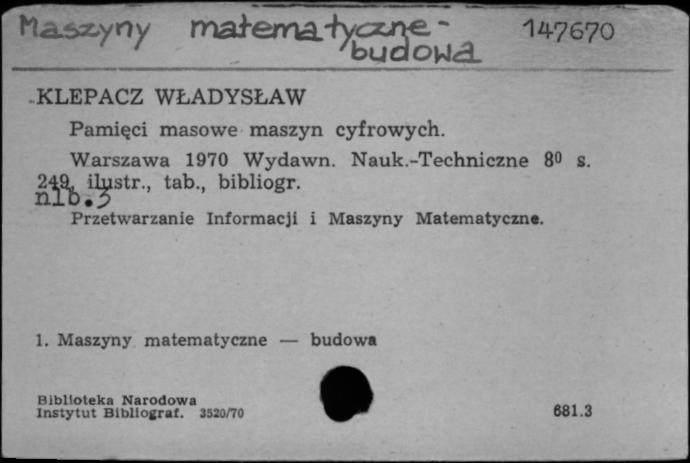 Maszyny matematyczne - 147670
budowa
KLEPACZ WŁADYSŁAW
Pamięci masowe maszyn cyfrowych.
Warszawa 1970 Wydawn. Nauk.-Techniczne 8⁰ s.
249, ilustr., tab., bibliogr.
nlb. 3
Przetwarzanie Informacji i Maszyny Matematyczne.
1. Maszyny matematyczne — budowa
Biblioteka Narodowa
Instytut Bibliograf. 3520/70 681.3